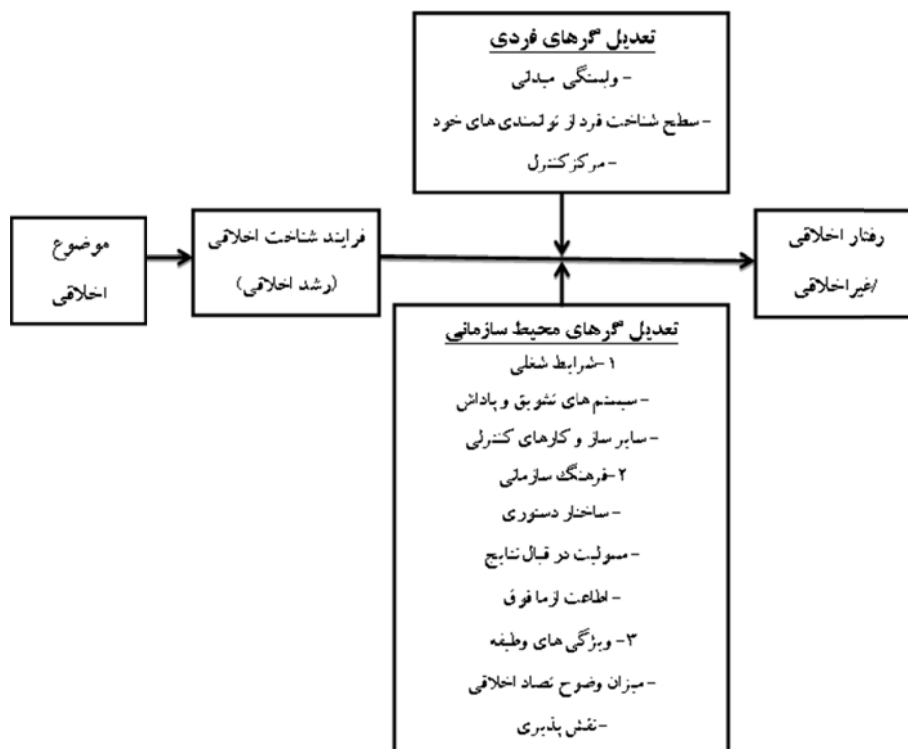 تعدیل گرهای فردی
- وابستگی میدانی
- سطح شناخت فرد از توانمندی های خود
- مرکز کنترل
موضوع
اخلاقی
فرایند شناخت اخلاقی
(رشد اخلاقی)
رفتار اخلاقی
/غیراخلاقی
تعدیل گرهای محیط سازمانی
۱- شرایط شغلی
- سیستم های تشویق و پاداش
- سایر ساز و کارهای کنترلی
۲- فرهنگ سازمانی
- ساختار دستوری
- مسولیت در قبال نتایج
- اطاعت ازما فوق
۳- ویژگی های وظیفه
- میزان وضوح تضاد اخلاقی
- نقش پذیری